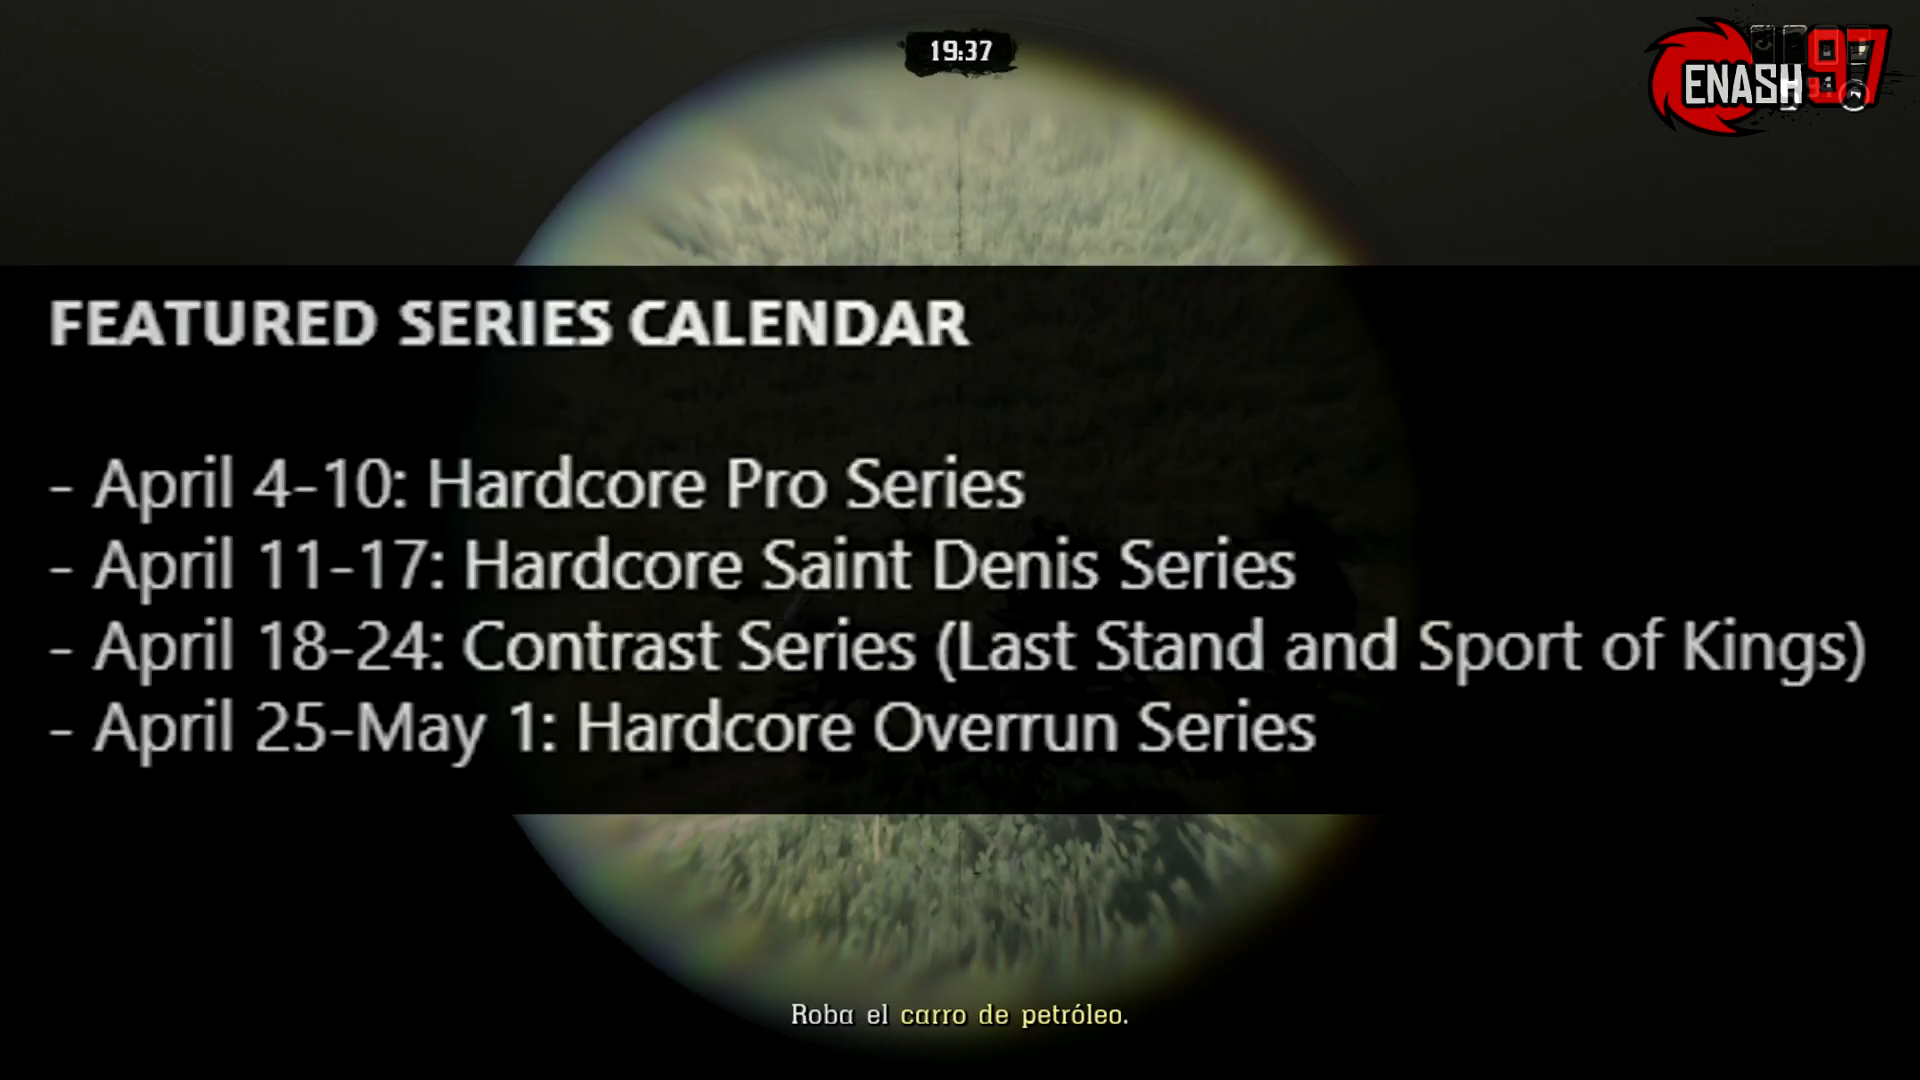 19:37
ENASH97
FEATURED SERIES CALENDAR
- April 4-10: Hardcore Pro Series
- April 11-17: Hardcore Saint Denis Series
- April 18-24: Contrast Series (Last Stand and Sport of Kings)
- April 25-May 1: Hardcore Overrun Series
Roba el carro de petróleo.